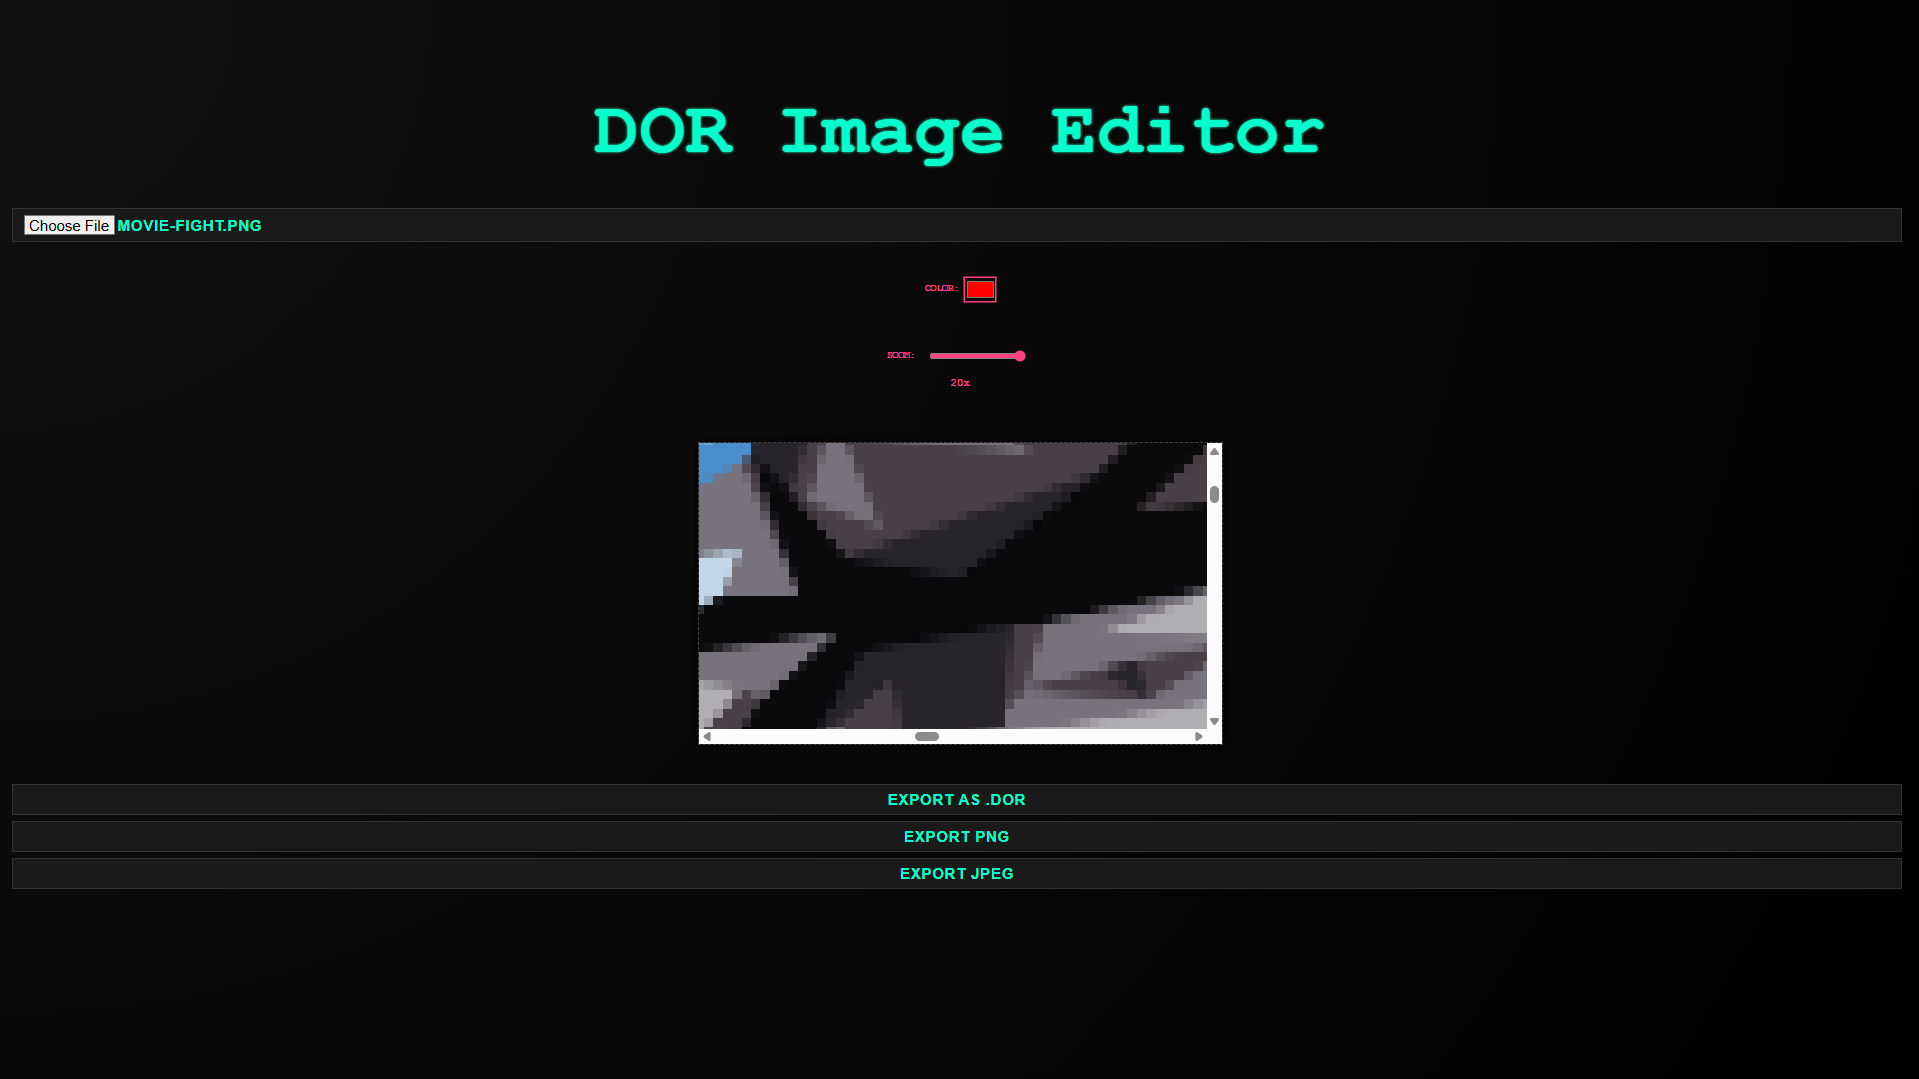 DOR Image Editor
Choose File MOVIE-FIGHT.PNG
COLOR:
ZOOM:
20x
EXPORT AS .DOR
EXPORT PNG
EXPORT JPEG